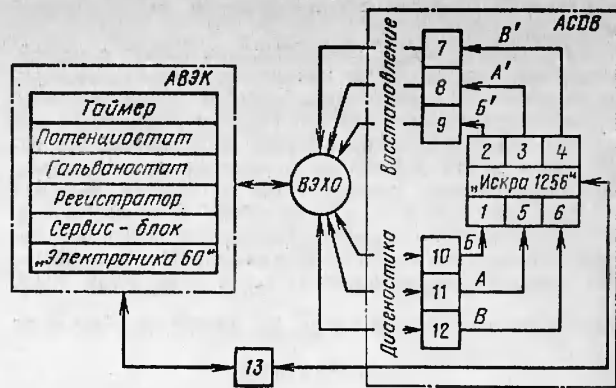 АВЭК
Таймер
Потенциостат
Гальваностат
Регистратор
Сервис-блок
„Электроника 60“
ВЭХО
АСДВ
Восстановление
7
8
9
В′
А′
Б′
2 3 4
„Искра 1256“
1 5 6
Диагностика
10
11
12
Б
А
В
13